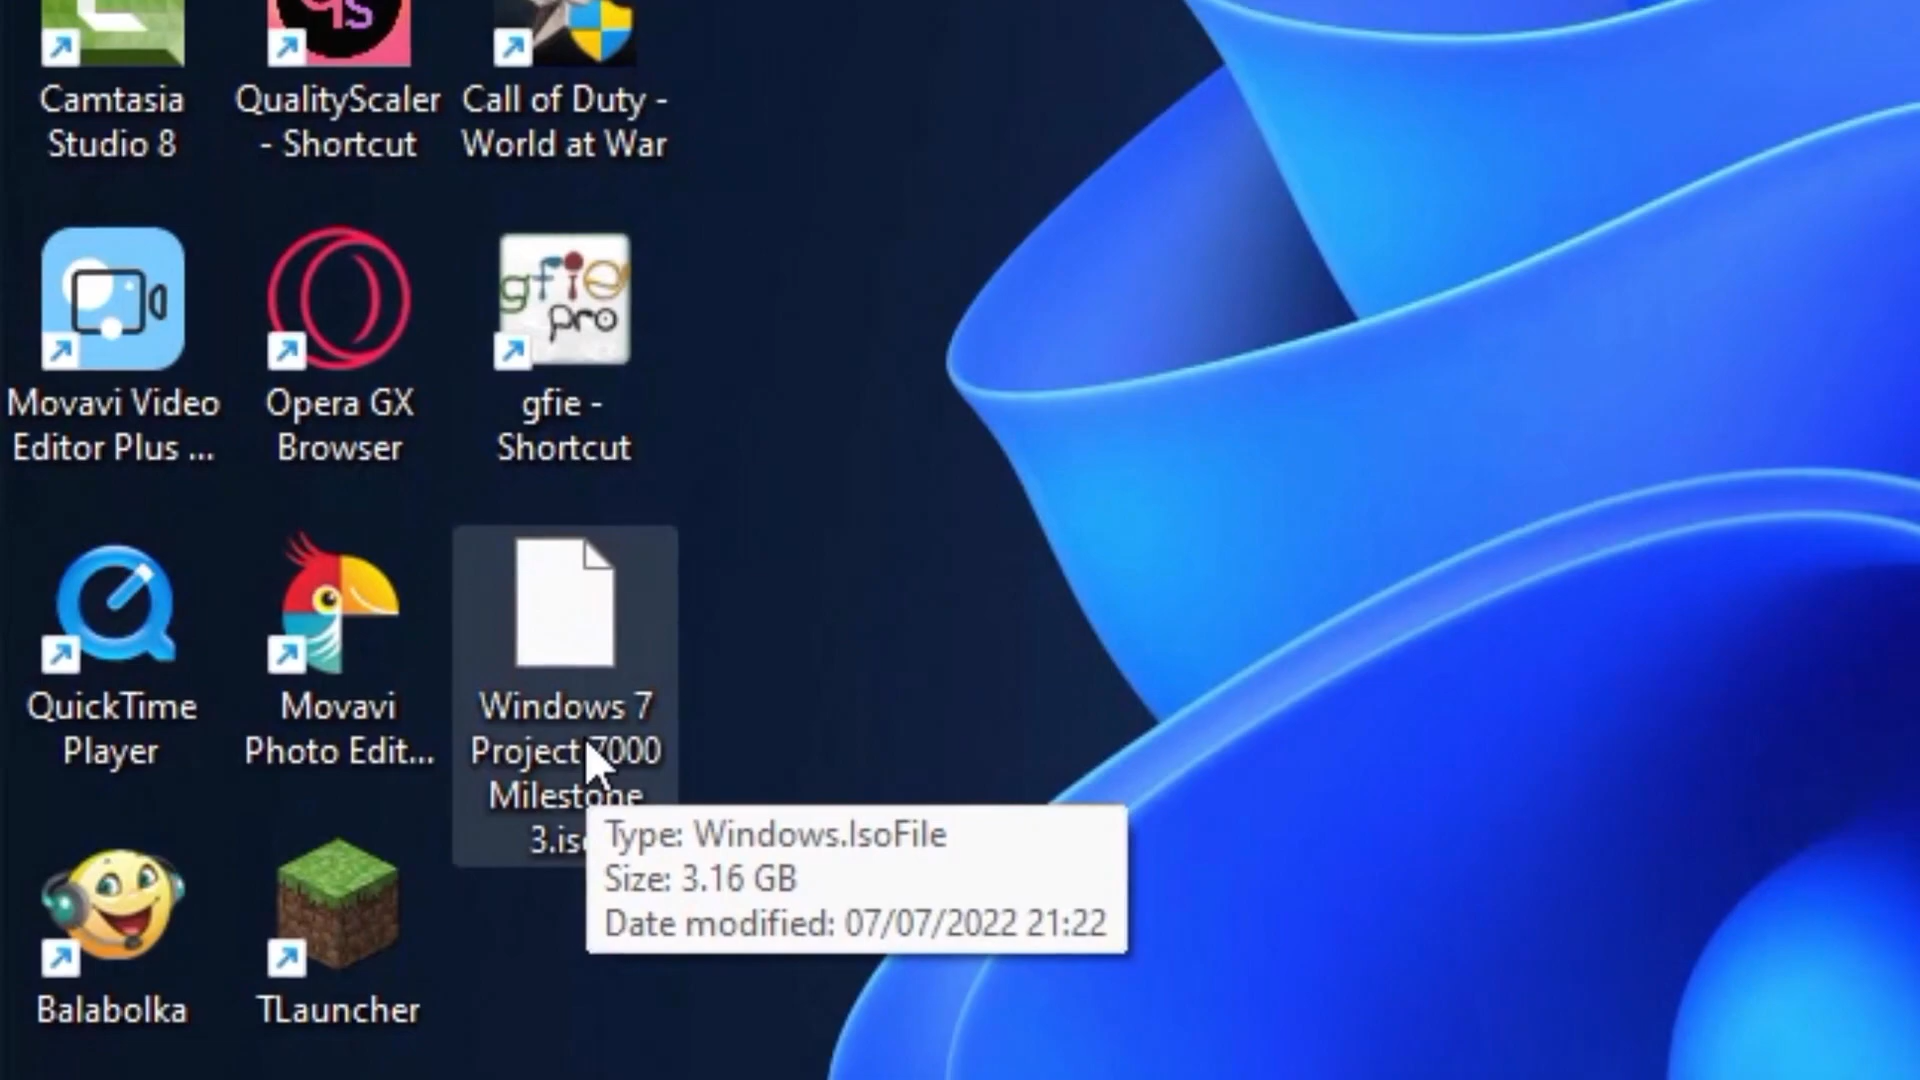 Camtasia
Studio 8
QualityScaler
- Shortcut
Call of Duty -
World at War
Movavi Video
Editor Plus ...
Opera GX
Browser
gfie
pro
gfie -
Shortcut
QuickTime
Player
Movavi
Photo Edit...
Windows 7
Project 7000
Milestone
3.iso
Type: Windows.IsoFile
Size: 3.16 GB
Date modified: 07/07/2022 21:22
Balabolka
TLauncher